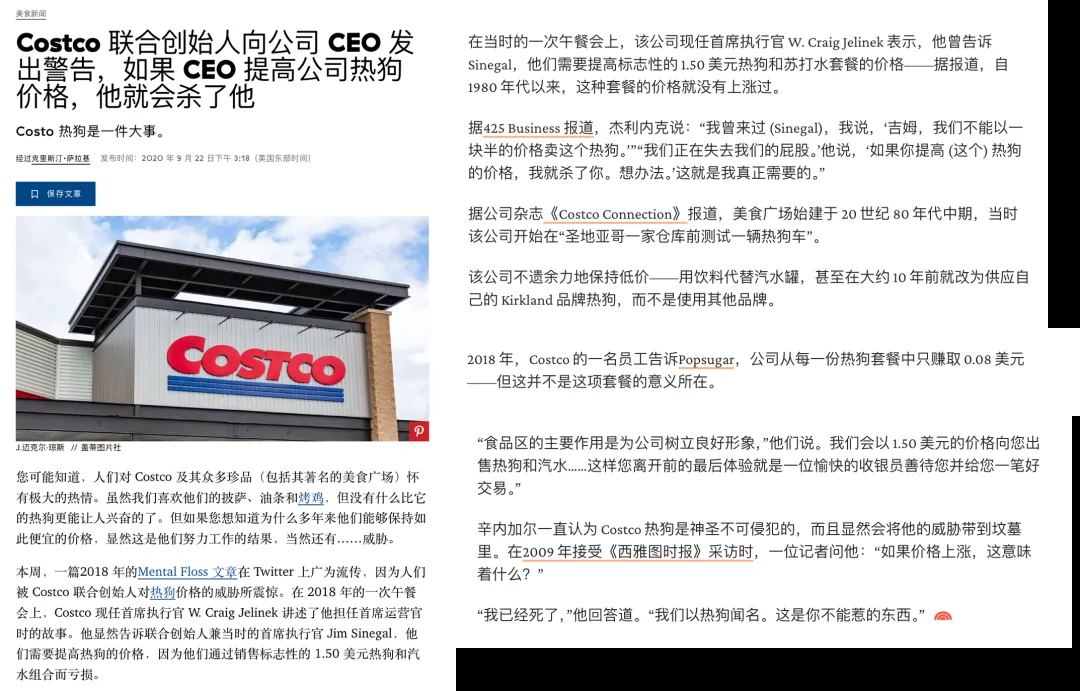 美食新闻
Costco 联合创始人向公司 CEO 发
出警告，如果 CEO 提高公司热狗
价格，他就会杀了他
Costo 热狗是一件大事。
经过克里斯汀·萨拉基 发布时间：2020 年 9 月 22 日下午 3:18（美国东部时间）
保存文章
COSTCO
J.迈克尔·琼斯 // 盖蒂图片社
您可能知道，人们对 Costco 及其众多珍品（包括其著名的美食广场）怀
有极大的热情。虽然我们喜欢他们的披萨、油条和烤鸡，但没有什么比它
的热狗更能让人兴奋的了。但如果您想知道为什么多年来他们能够保持如
此便宜的价格，显然这是他们努力工作的结果，当然还有……威胁。
本周，一篇2018 年的Mental Floss 文章在 Twitter 上广为流传，因为人们
被 Costco 联合创始人对热狗价格的威胁所震惊。在 2018 年的一次午餐
会上，Costco 现任首席执行官 W. Craig Jelinek 讲述了他担任首席运营官
时的故事。他显然告诉联合创始人兼当时的首席执行官 Jim Sinegal，他
们需要提高热狗的价格，因为他们通过销售标志性的 1.50 美元热狗和汽
水组合而亏损。
在当时的一次午餐会上，该公司现任首席执行官 W. Craig Jelinek 表示，他曾告诉
Sinegal，他们需要提高标志性的 1.50 美元热狗和苏打水套餐的价格——据报道，自
1980 年代以来，这种套餐的价格就没有上涨过。
据425 Business 报道，杰利内克说：“我曾来过 (Sinegal)，我说，‘吉姆，我们不能以一
块半的价格卖这个热狗。’”“我们正在失去我们的屁股。’他说，‘如果你提高 (这个) 热狗
的价格，我就杀了你。想办法。’这就是我真正需要的。”
据公司杂志《Costco Connection》报道，美食广场始建于 20 世纪 80 年代中期，当时
该公司开始在“圣地亚哥一家仓库前测试一辆热狗车”。
该公司不遗余力地保持低价——用饮料代替汽水罐，甚至在大约 10 年前就改为供应自
己的 Kirkland 品牌热狗，而不是使用其他品牌。
2018 年，Costco 的一名员工告诉Popsugar，公司从每一份热狗套餐中只赚取 0.08 美元
——但这并不是这项套餐的意义所在。
“食品区的主要作用是为公司树立良好形象，”他们说。我们会以 1.50 美元的价格向您出
售热狗和汽水……这样您离开前的最后体验就是一位愉快的收银员善待您并给您一笔好
交易。”
辛内加尔一直认为 Costco 热狗是神圣不可侵犯的，而且显然会将他的威胁带到坟墓
里。在2009 年接受《西雅图时报》采访时，一位记者问他：“如果价格上涨，这意味
着什么？”
“我已经死了，”他回答道。“我们以热狗闻名。这是你不能惹的东西。”